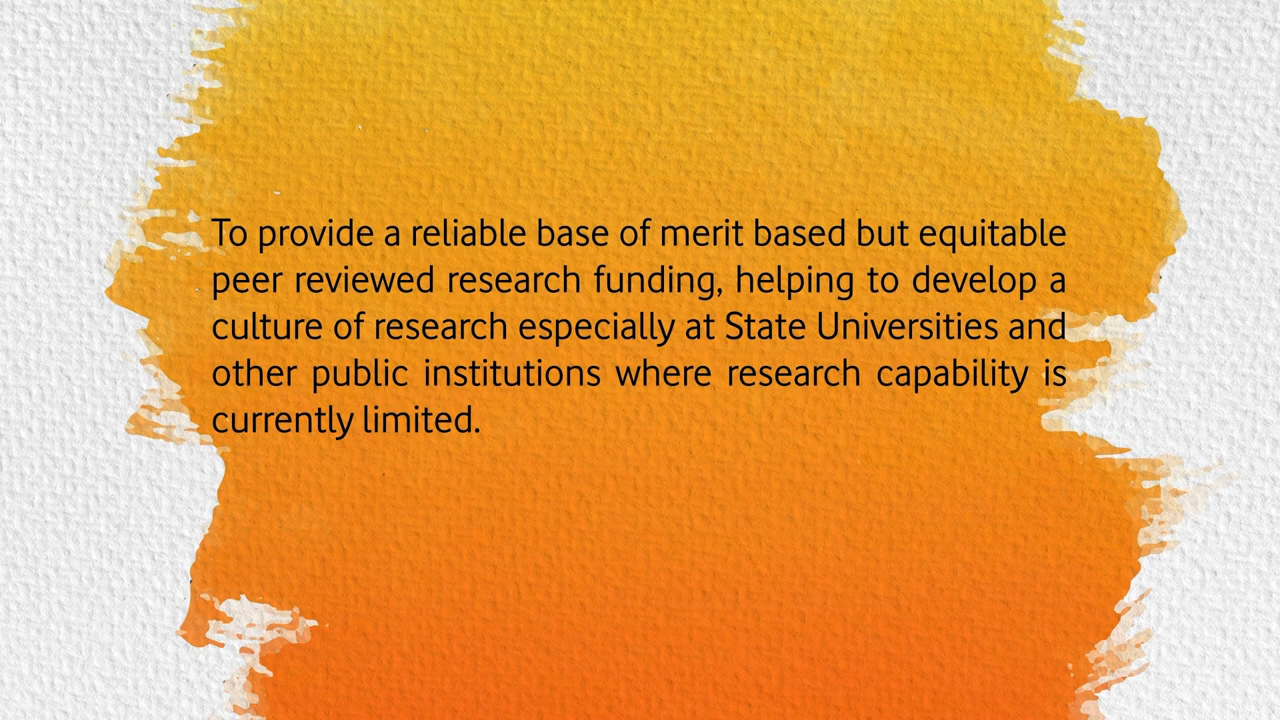 To provide a reliable base of merit based but equitable
peer reviewed research funding, helping to develop a
culture of research especially at State Universities and
other public institutions where research capability is
currently limited.